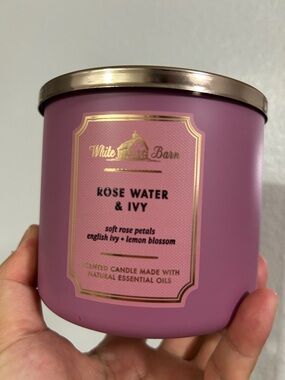 White Barn
ROSE WATER
& IVY
soft rose petals
english ivy • lemon blossom
SCENTED CANDLE MADE WITH
NATURAL ESSENTIAL OILS